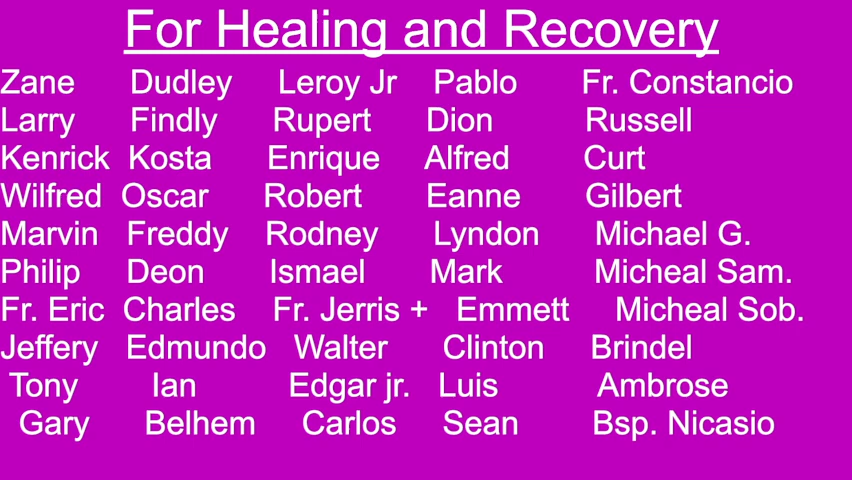 For Healing and Recovery
Zane Dudley Leroy Jr Pablo Fr. Constancio
Larry Findly Rupert Dion Russell
Kenrick Kosta Enrique Alfred Curt
Wilfred Oscar Robert Eanne Gilbert
Marvin Freddy Rodney Lyndon Michael G.
Philip Deon Ismael Mark Micheal Sam.
Fr. Eric Charles Fr. Jerris + Emmett Micheal Sob.
Jeffery Edmundo Walter Clinton Brindel
Tony Ian Edgar jr. Luis Ambrose
Gary Belhem Carlos Sean Bsp. Nicasio